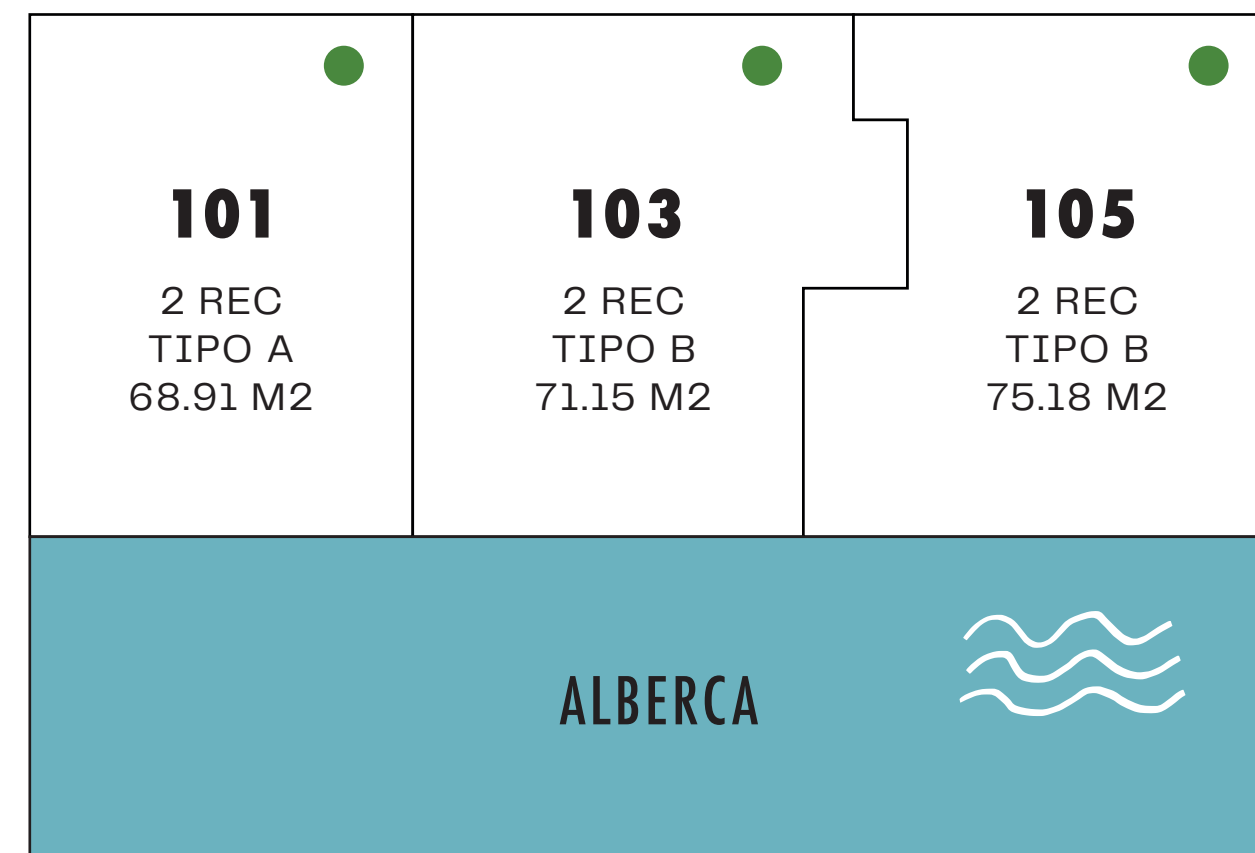 101
2 REC
TIPO A
68.91 M2
103
2 REC
TIPO B
71.15 M2
105
2 REC
TIPO B
75.18 M2
ALBERCA